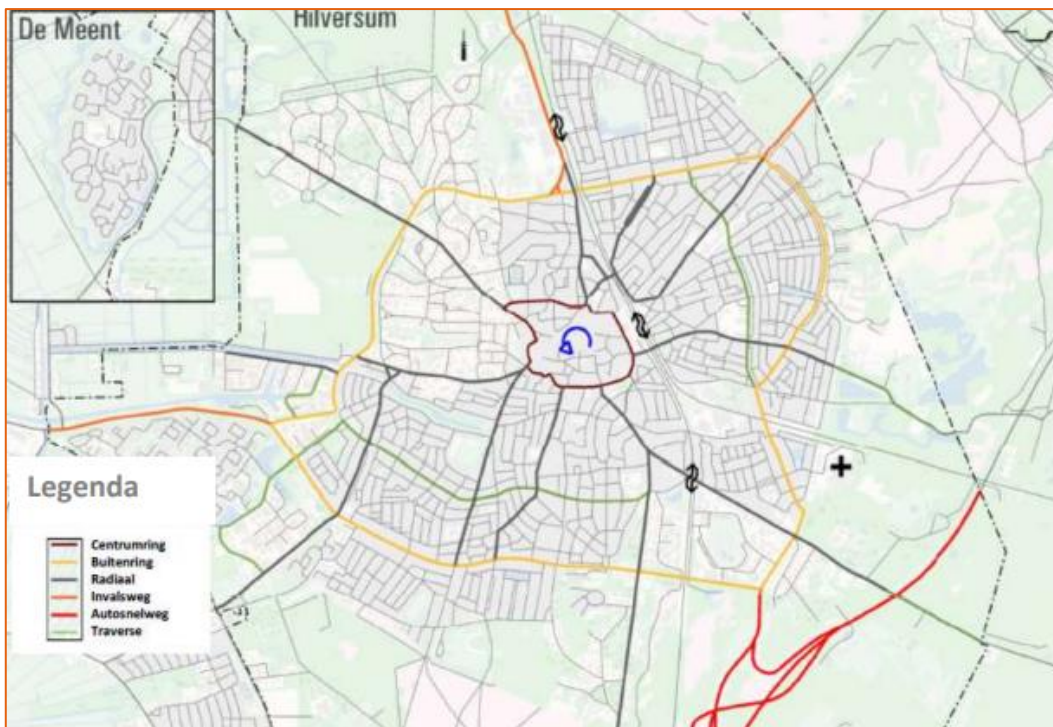 De Meent
Hilversum
Legenda
Centrumring
Buitenring
Radiaal
Invalsweg
Autosnelweg
Traverse